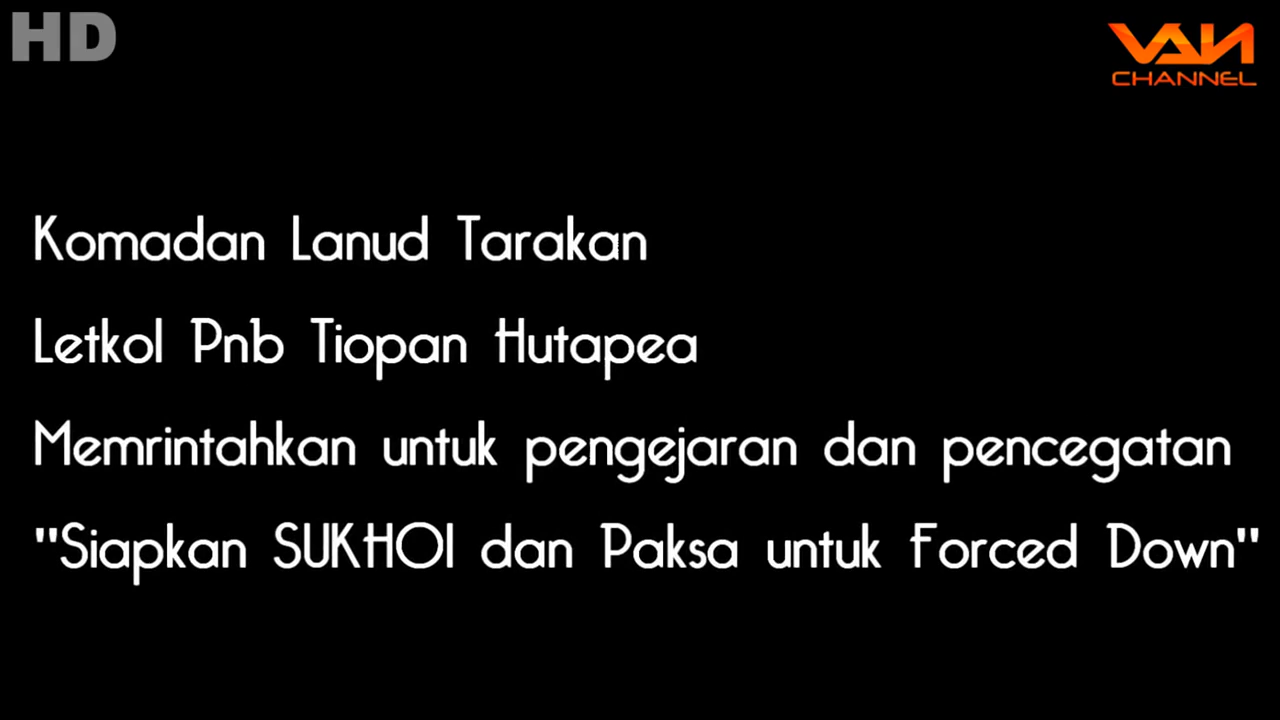 HD
VAN
CHANNEL
Komadan Lanud Tarakan
Letkol Pnb Tiopan Hutapea
Memrintahkan untuk pengejaran dan pencegatan
"Siapkan SUKHOI dan Paksa untuk Forced Down"